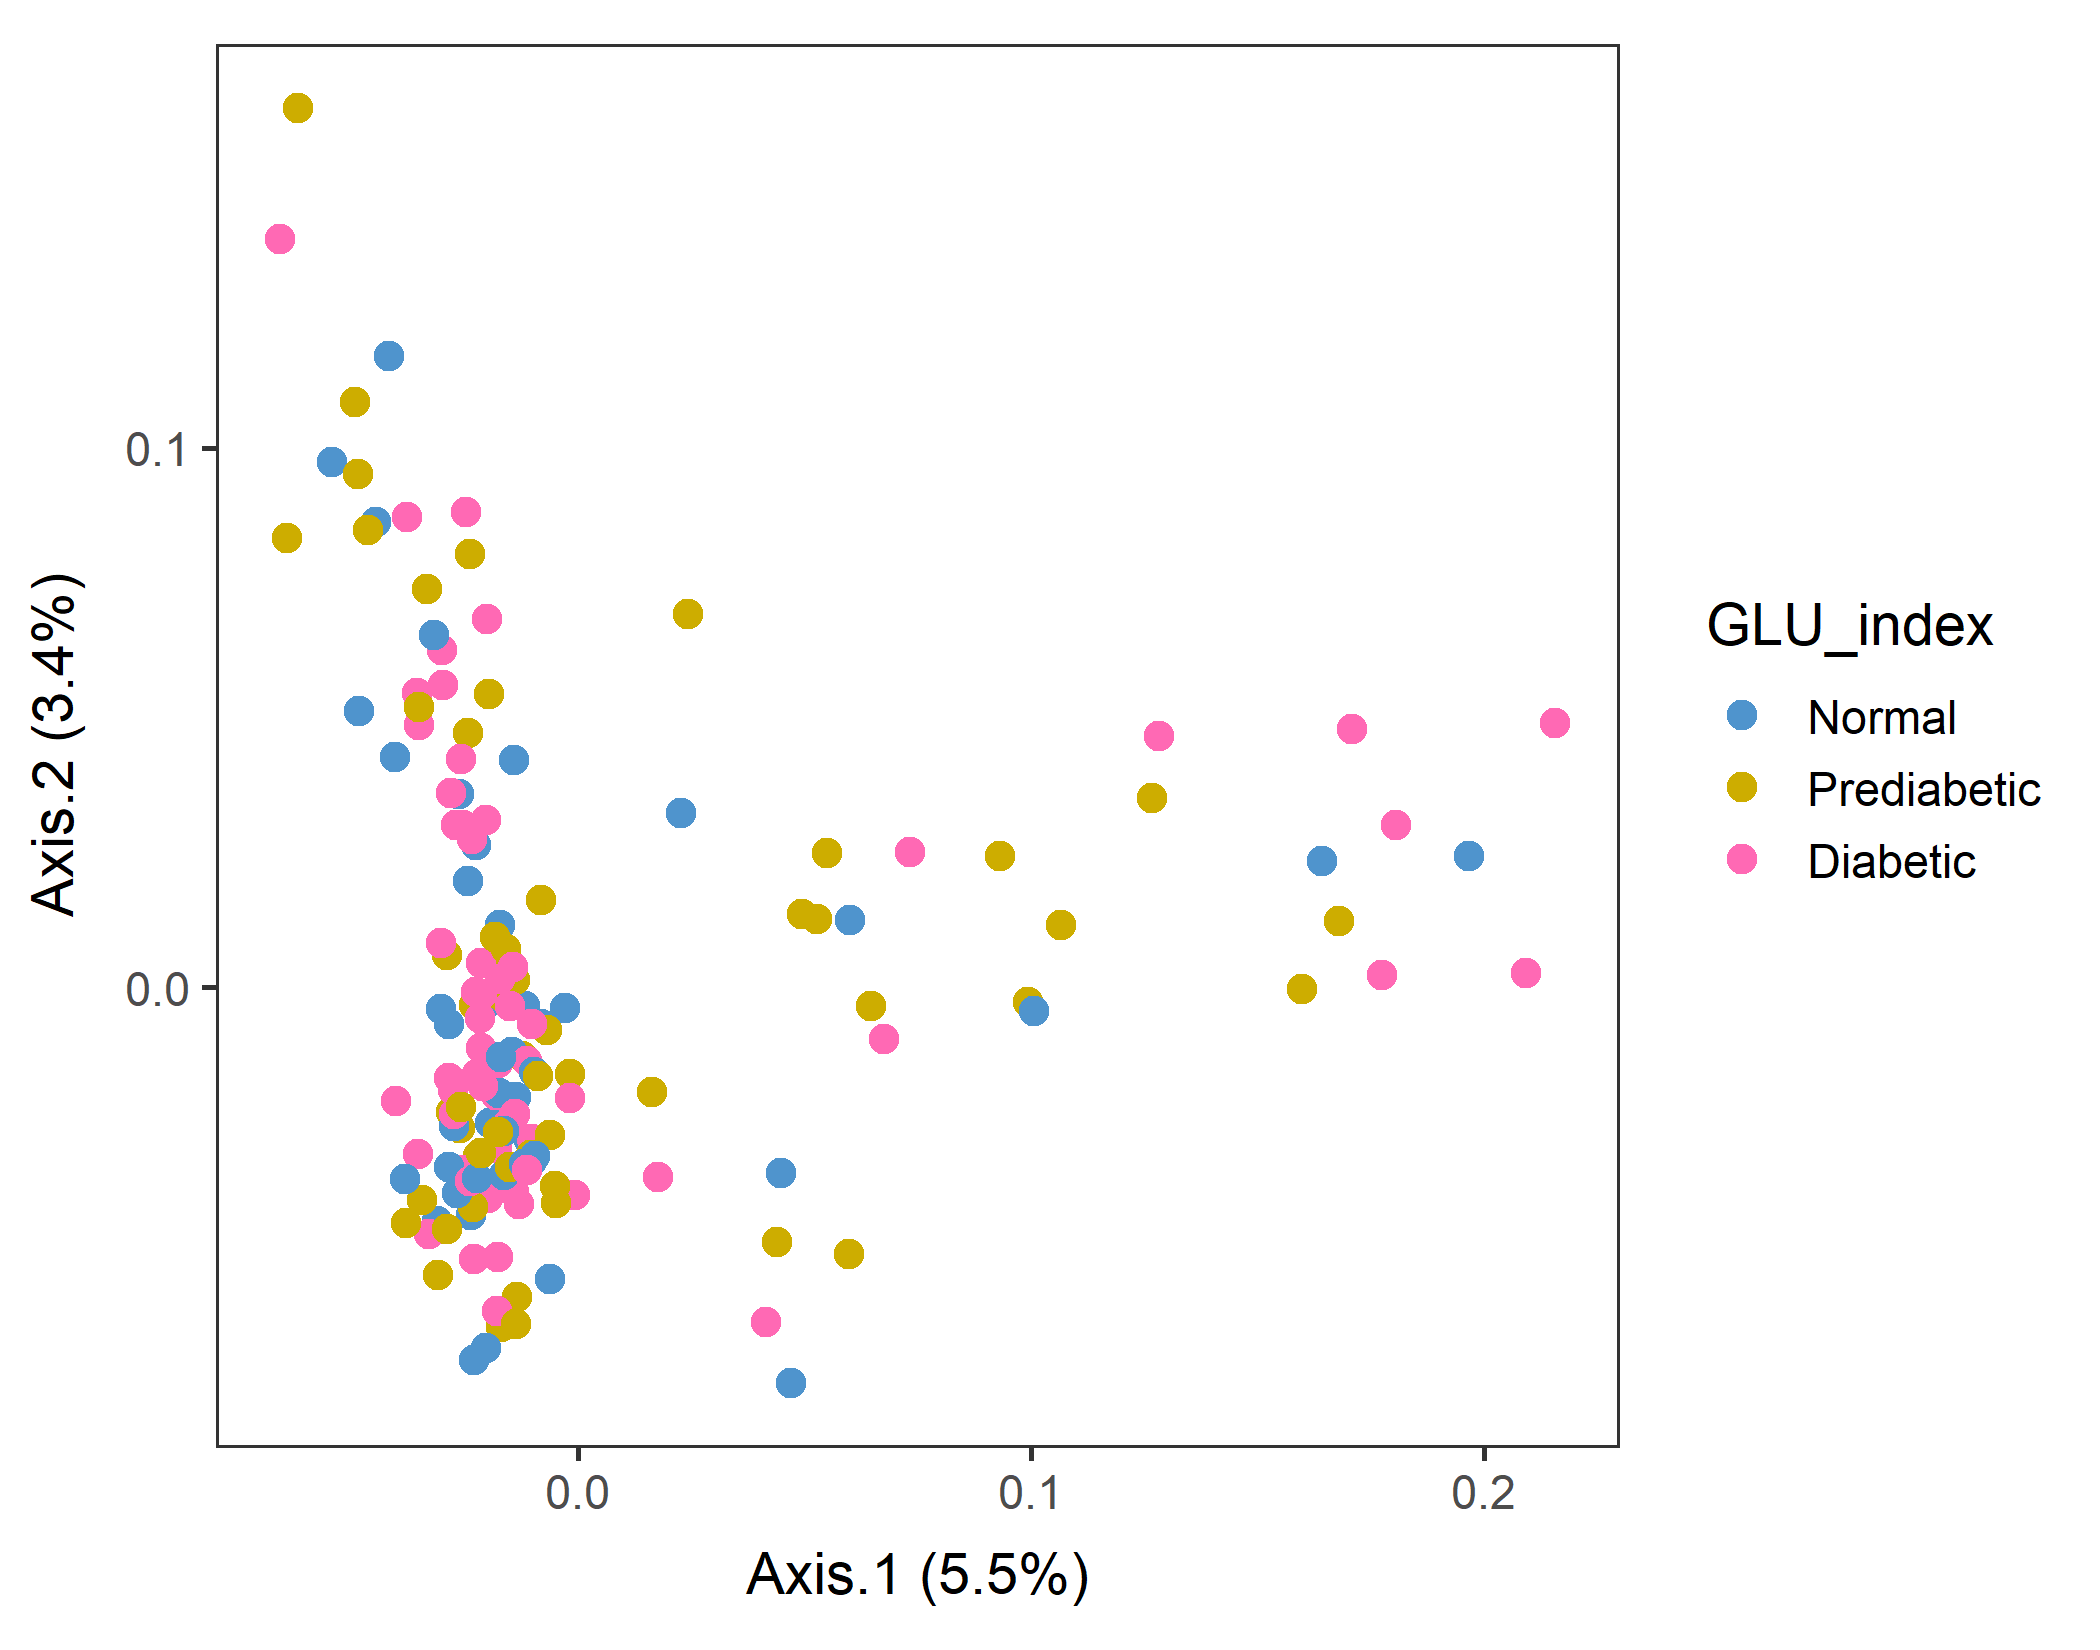 Axis.2 (3.4%)
0.1
0.0
0.0
0.1
0.2
Axis.1 (5.5%)
GLU_index
Normal
Prediabetic
Diabetic